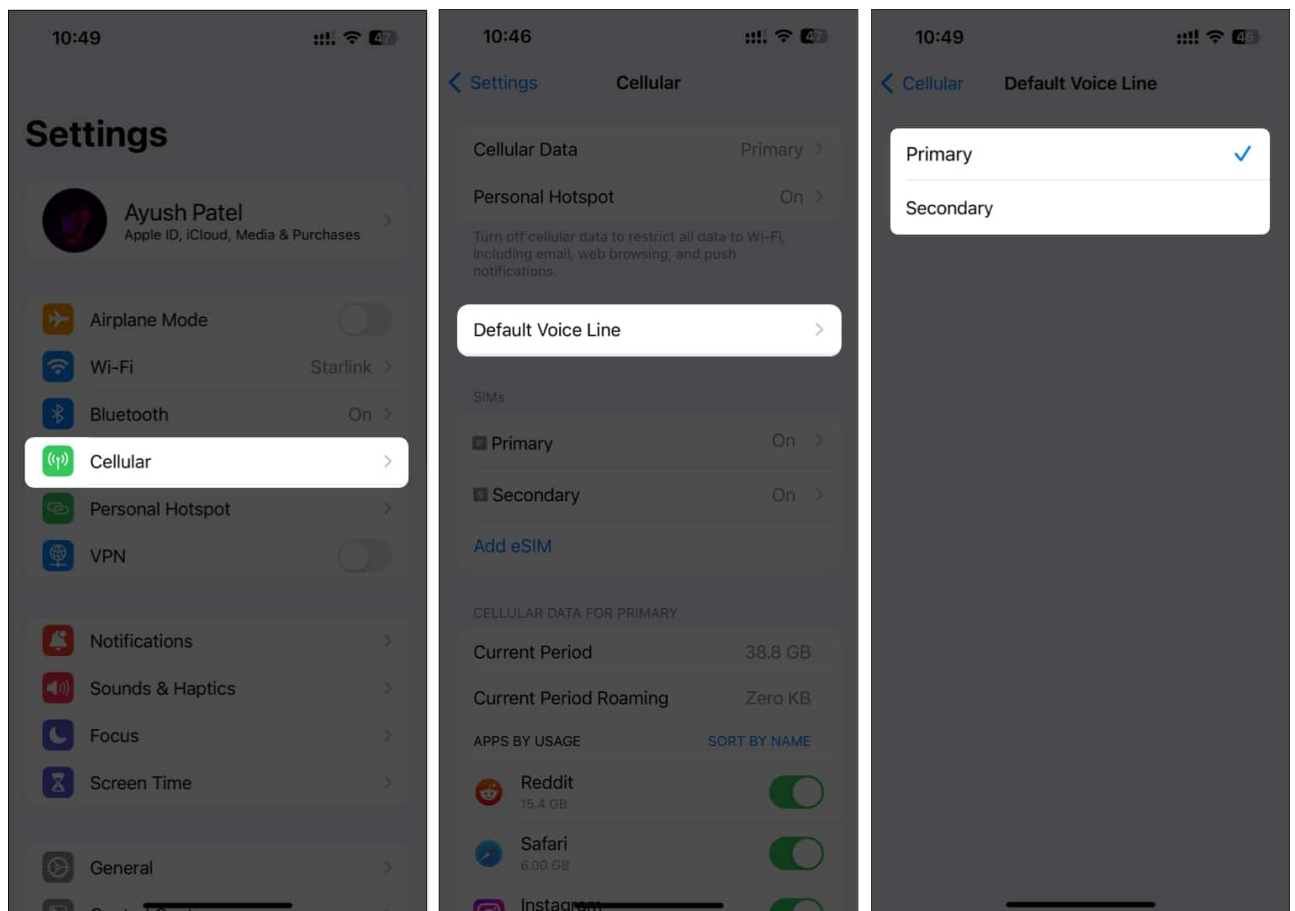 10:49
47
Settings
Ayush Patel
Apple ID, iCloud, Media & Purchases
Airplane Mode
Wi-Fi Starlink
Bluetooth On
Cellular
Personal Hotspot
VPN
Notifications
Sounds & Haptics
Focus
Screen Time
General
10:46
47
Settings Cellular
Cellular Data Primary
Personal Hotspot On
Turn off cellular data to restrict all data to Wi-Fi,
including email, web browsing, and push
notifications.
Default Voice Line
SIMs
P Primary On
S Secondary On
Add eSIM
CELLULAR DATA FOR PRIMARY
Current Period 38.8 GB
Current Period Roaming Zero KB
APPS BY USAGE SORT BY NAME
Reddit
15.4 GB
Safari
6.00 GB
Instagram
10:49
46
Cellular Default Voice Line
Primary
Secondary